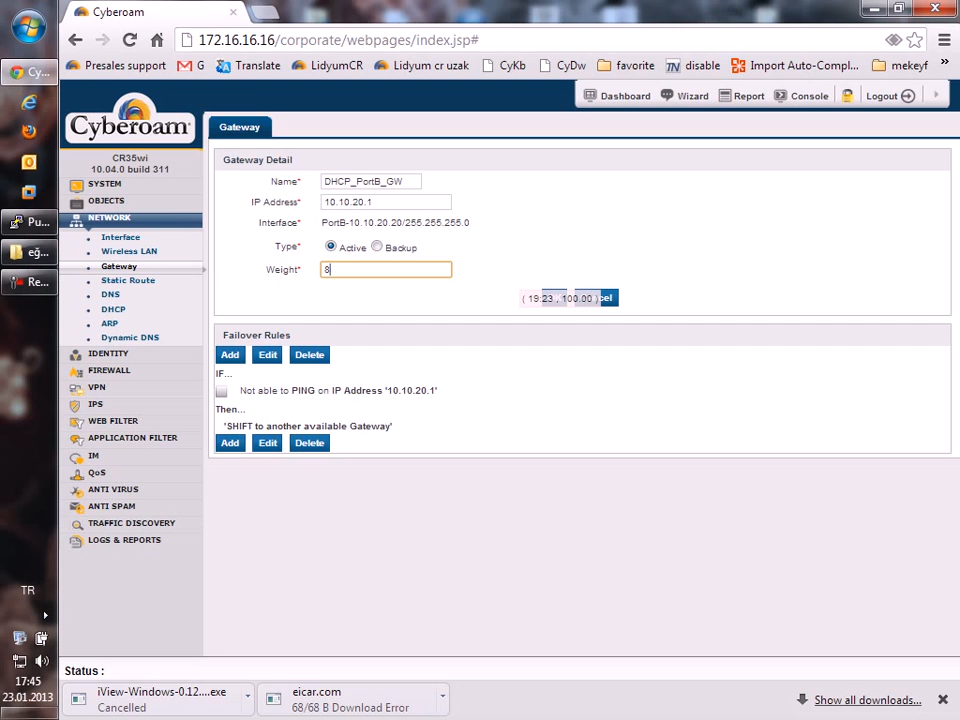 Cyberoam
172.16.16.16/corporate/webpages/index.jsp#
Presales support G Translate LidyumCR Lidyum cr uzak CyKb CyDw favorite TN disable Import Auto-Compl... mekeyf »
Dashboard Wizard Report Console Logout
Cyberoam
CR35wi
10.04.0 build 311
SYSTEM
OBJECTS
NETWORK
Interface
Wireless LAN
Gateway
Static Route
DNS
DHCP
ARP
Dynamic DNS
IDENTITY
FIREWALL
VPN
IPS
WEB FILTER
APPLICATION FILTER
IM
QoS
ANTI VIRUS
ANTI SPAM
TRAFFIC DISCOVERY
LOGS & REPORTS
Gateway
Gateway Detail
Name* DHCP_PortB_GW
IP Address* 10.10.20.1
Interface* PortB-10.10.20.20/255.255.255.0
Type* Active Backup
Weight* 8
( 19:23 , 100.00 )
Failover Rules
Add Edit Delete
IF...
Not able to PING on IP Address '10.10.20.1'
Then...
'SHIFT to another available Gateway'
Add Edit Delete
Status :
iView-Windows-0.12....exe
Cancelled
eicar.com
68/68 B Download Error
Show all downloads...
Cy...
Pu...
eğ...
Re...
TR
17:45
23.01.2013